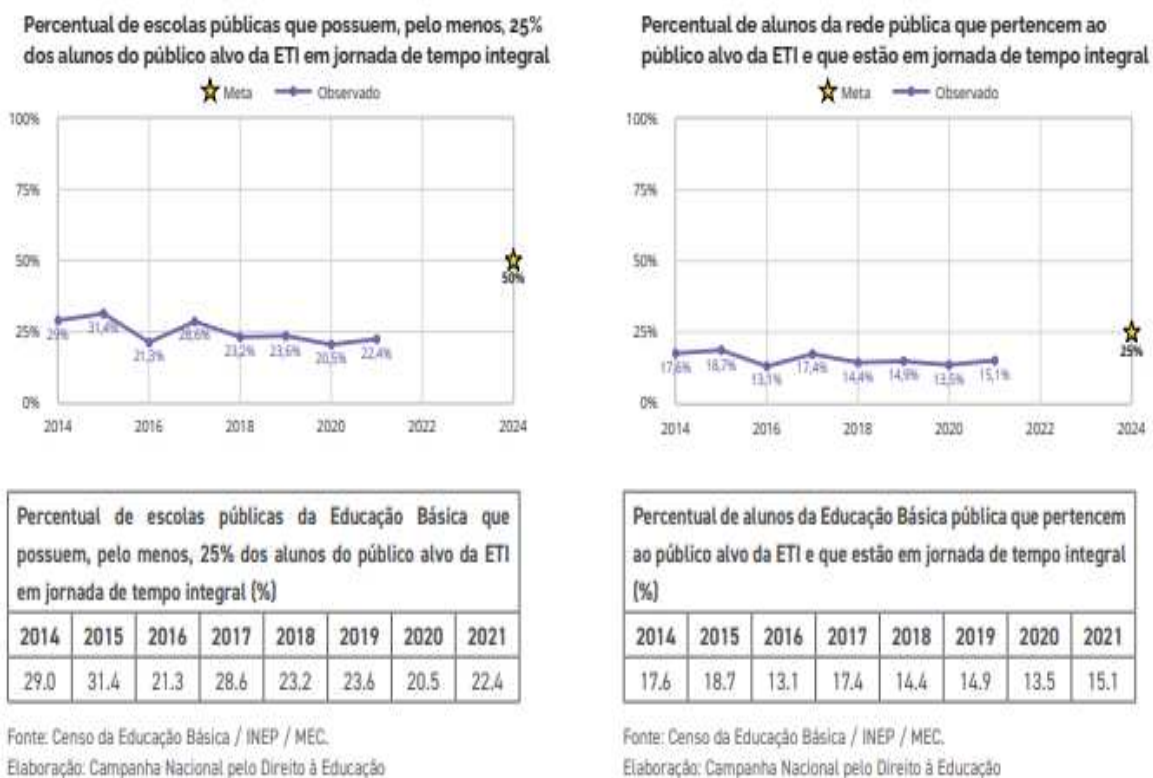 Percentual de escolas públicas que possuem, pelo menos, 25%
dos alunos do público alvo da ETI em jornada de tempo integral
Meta Observado
100%
75%
50%
25%
0%
29%
31,4%
21,3%
28,6%
23,2%
23,6%
20,5%
22,4%
50%
2014 2016 2018 2020 2022 2024
Percentual de escolas públicas da Educação Básica que
possuem, pelo menos, 25% dos alunos do público alvo da ETI
em jornada de tempo integral (%)
2014 2015 2016 2017 2018 2019 2020 2021
29.0 31.4 21.3 28.6 23.2 23.6 20.5 22.4
Fonte: Censo da Educação Básica / INEP / MEC.
Elaboração: Campanha Nacional pelo Direito à Educação
Percentual de alunos da rede pública que pertencem ao
público alvo da ETI e que estão em jornada de tempo integral
Meta Observado
100%
75%
50%
25%
0%
17,6%
18,7%
13,1%
17,4%
14,4%
14,9%
13,5%
15,1%
25%
2014 2016 2018 2020 2022 2024
Percentual de alunos da Educação Básica pública que pertencem
ao público alvo da ETI e que estão em jornada de tempo integral
(%)
2014 2015 2016 2017 2018 2019 2020 2021
17.6 18.7 13.1 17.4 14.4 14.9 13.5 15.1
Fonte: Censo da Educação Básica / INEP / MEC.
Elaboração: Campanha Nacional pelo Direito à Educação